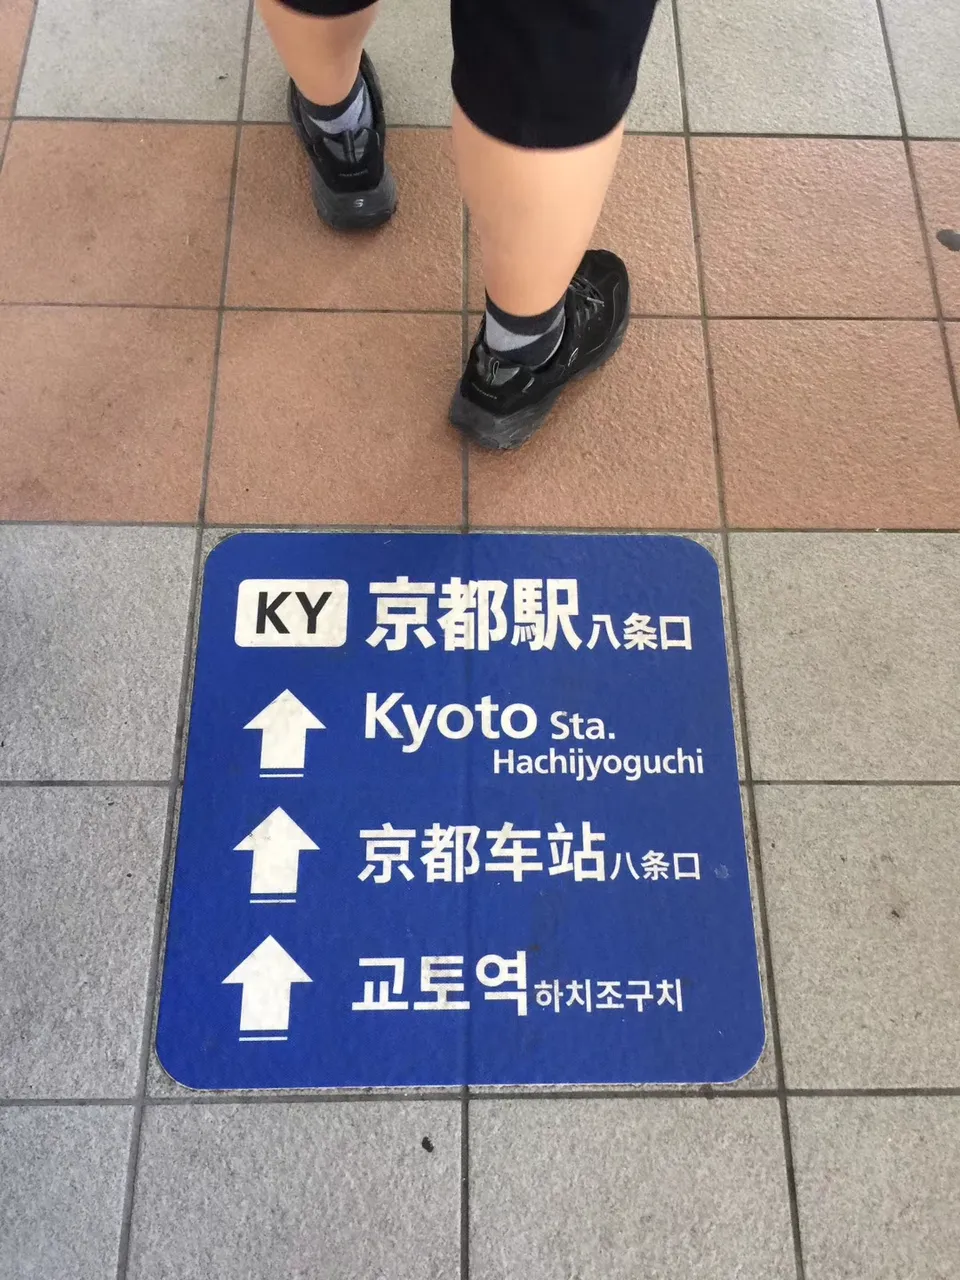 KY 京都駅八条口
Kyoto Sta.
Hachijyoguchi
京都车站八条口
교토역하치조구치